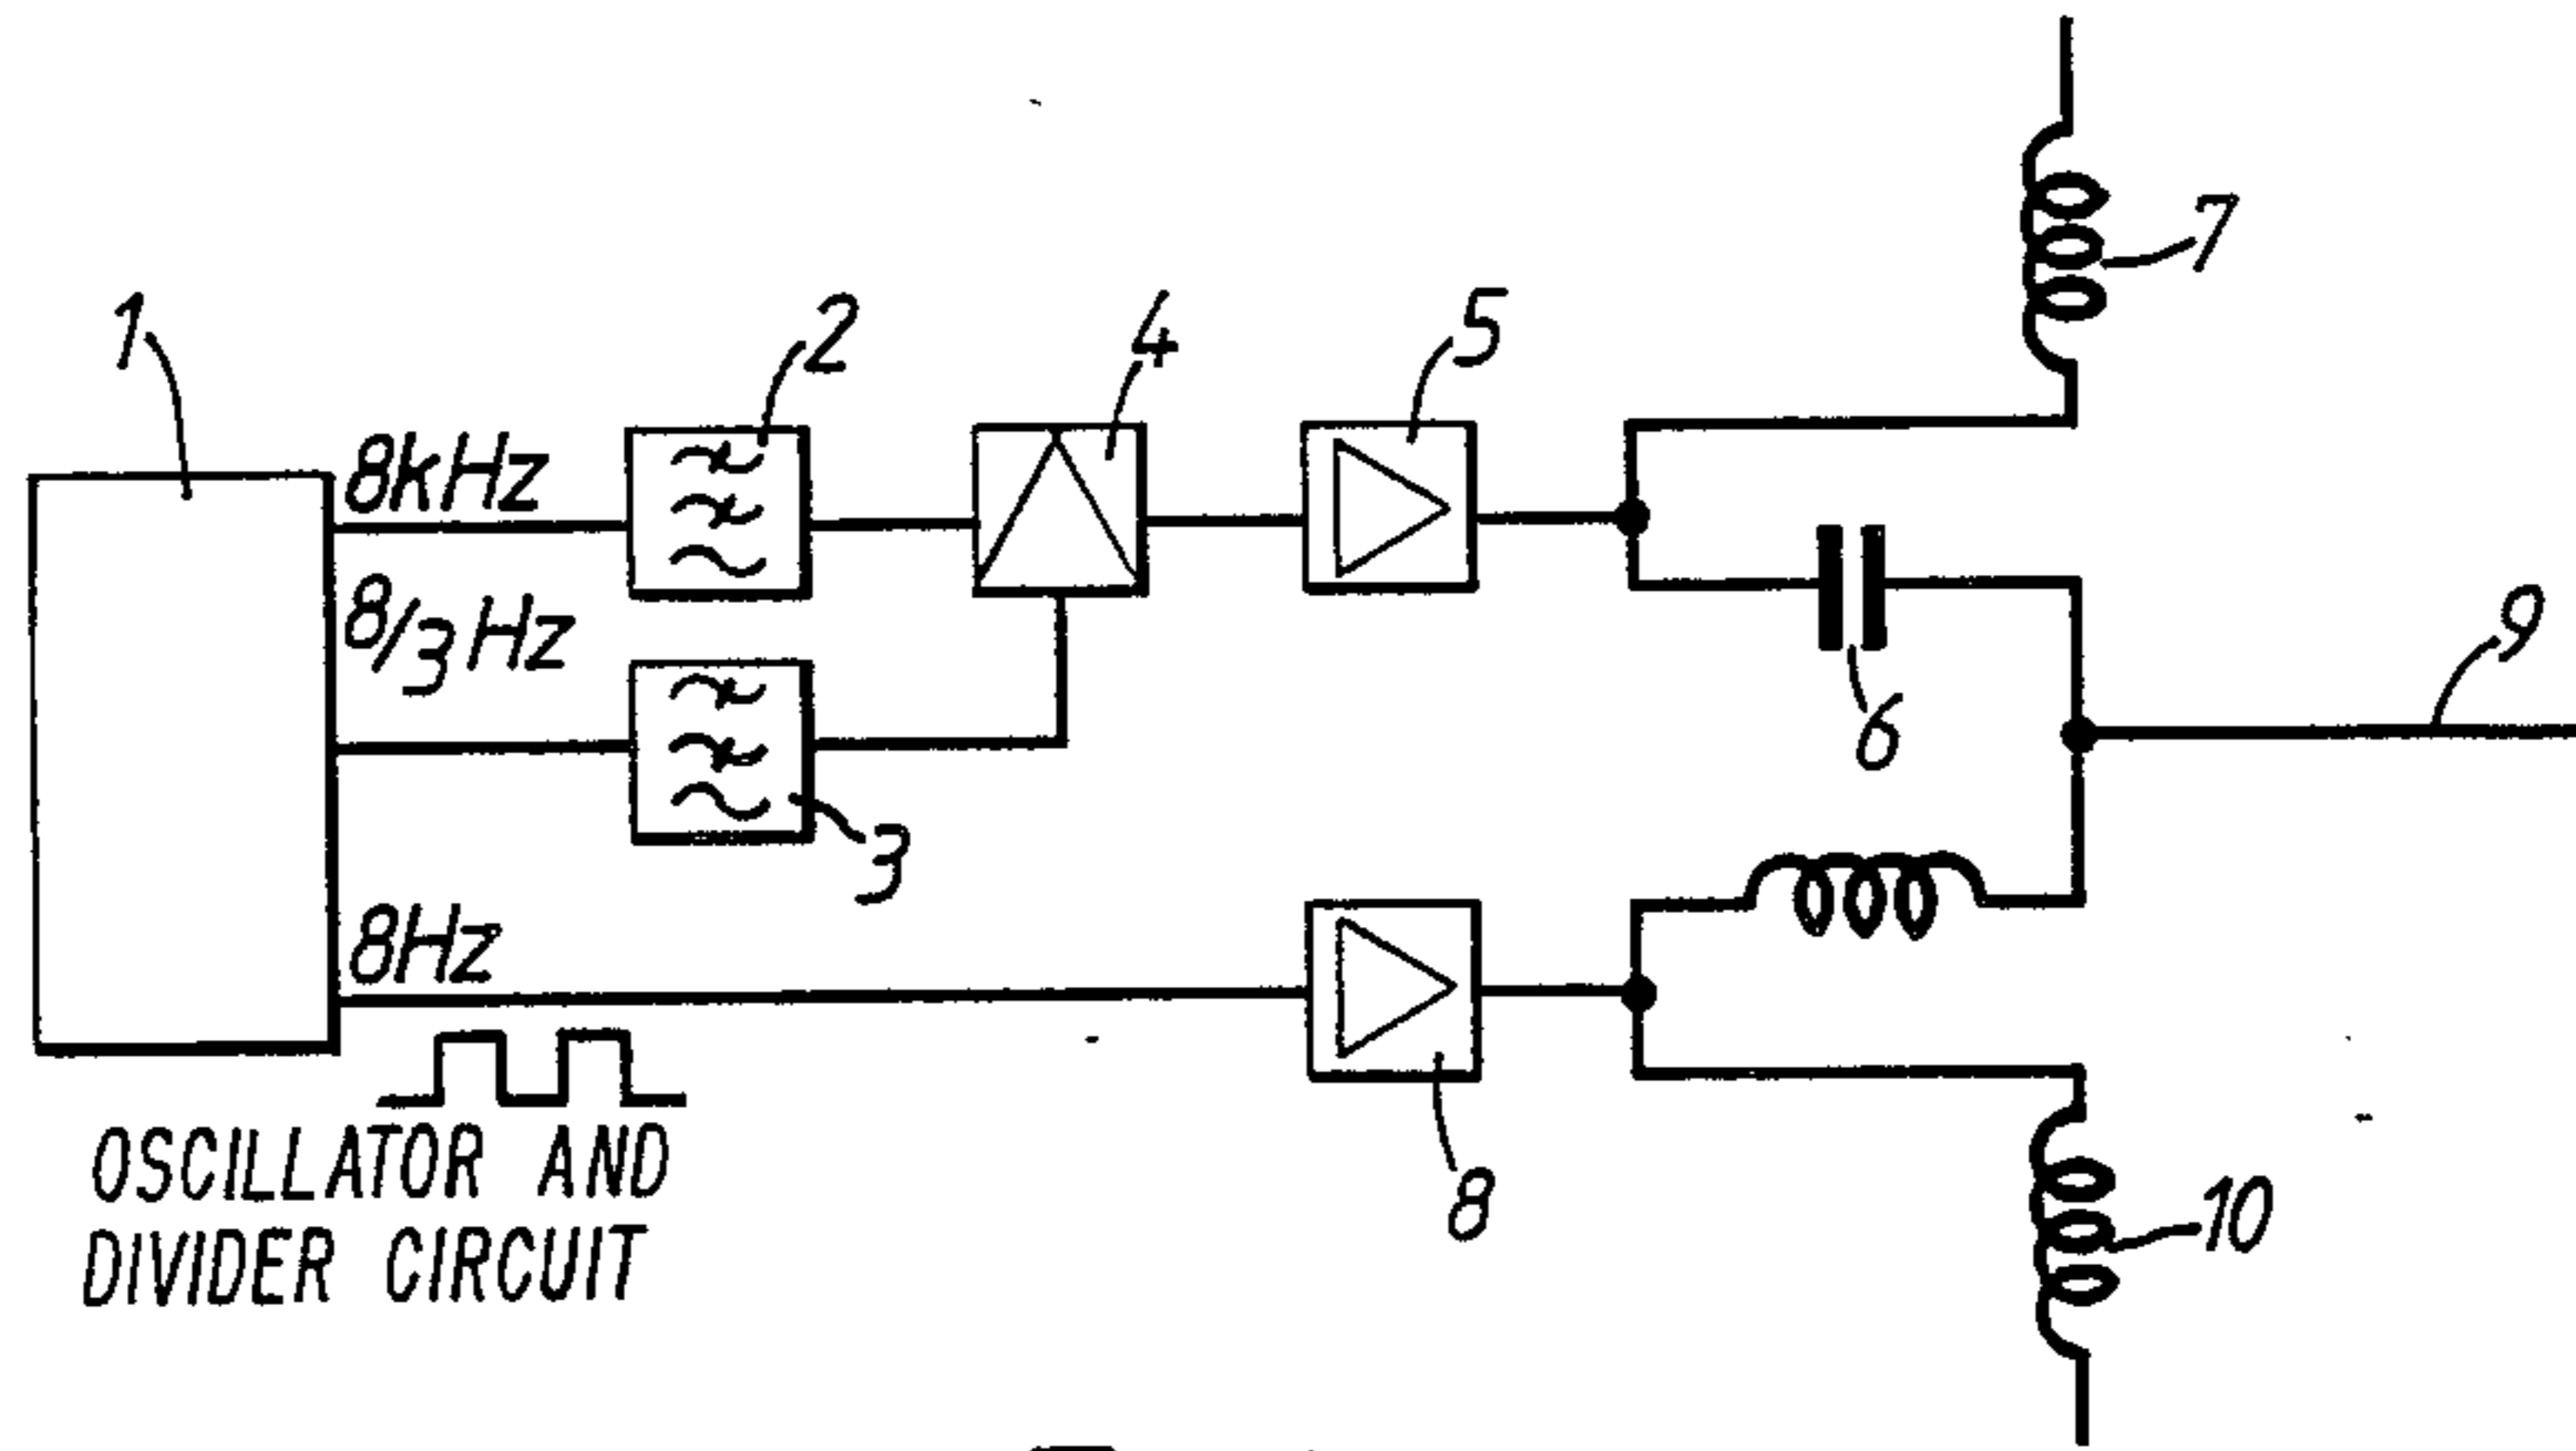 1
2
4
5
7
8kHz
8/3 Hz
9
6
3
8Hz
8
10
OSCILLATOR AND
DIVIDER CIRCUIT